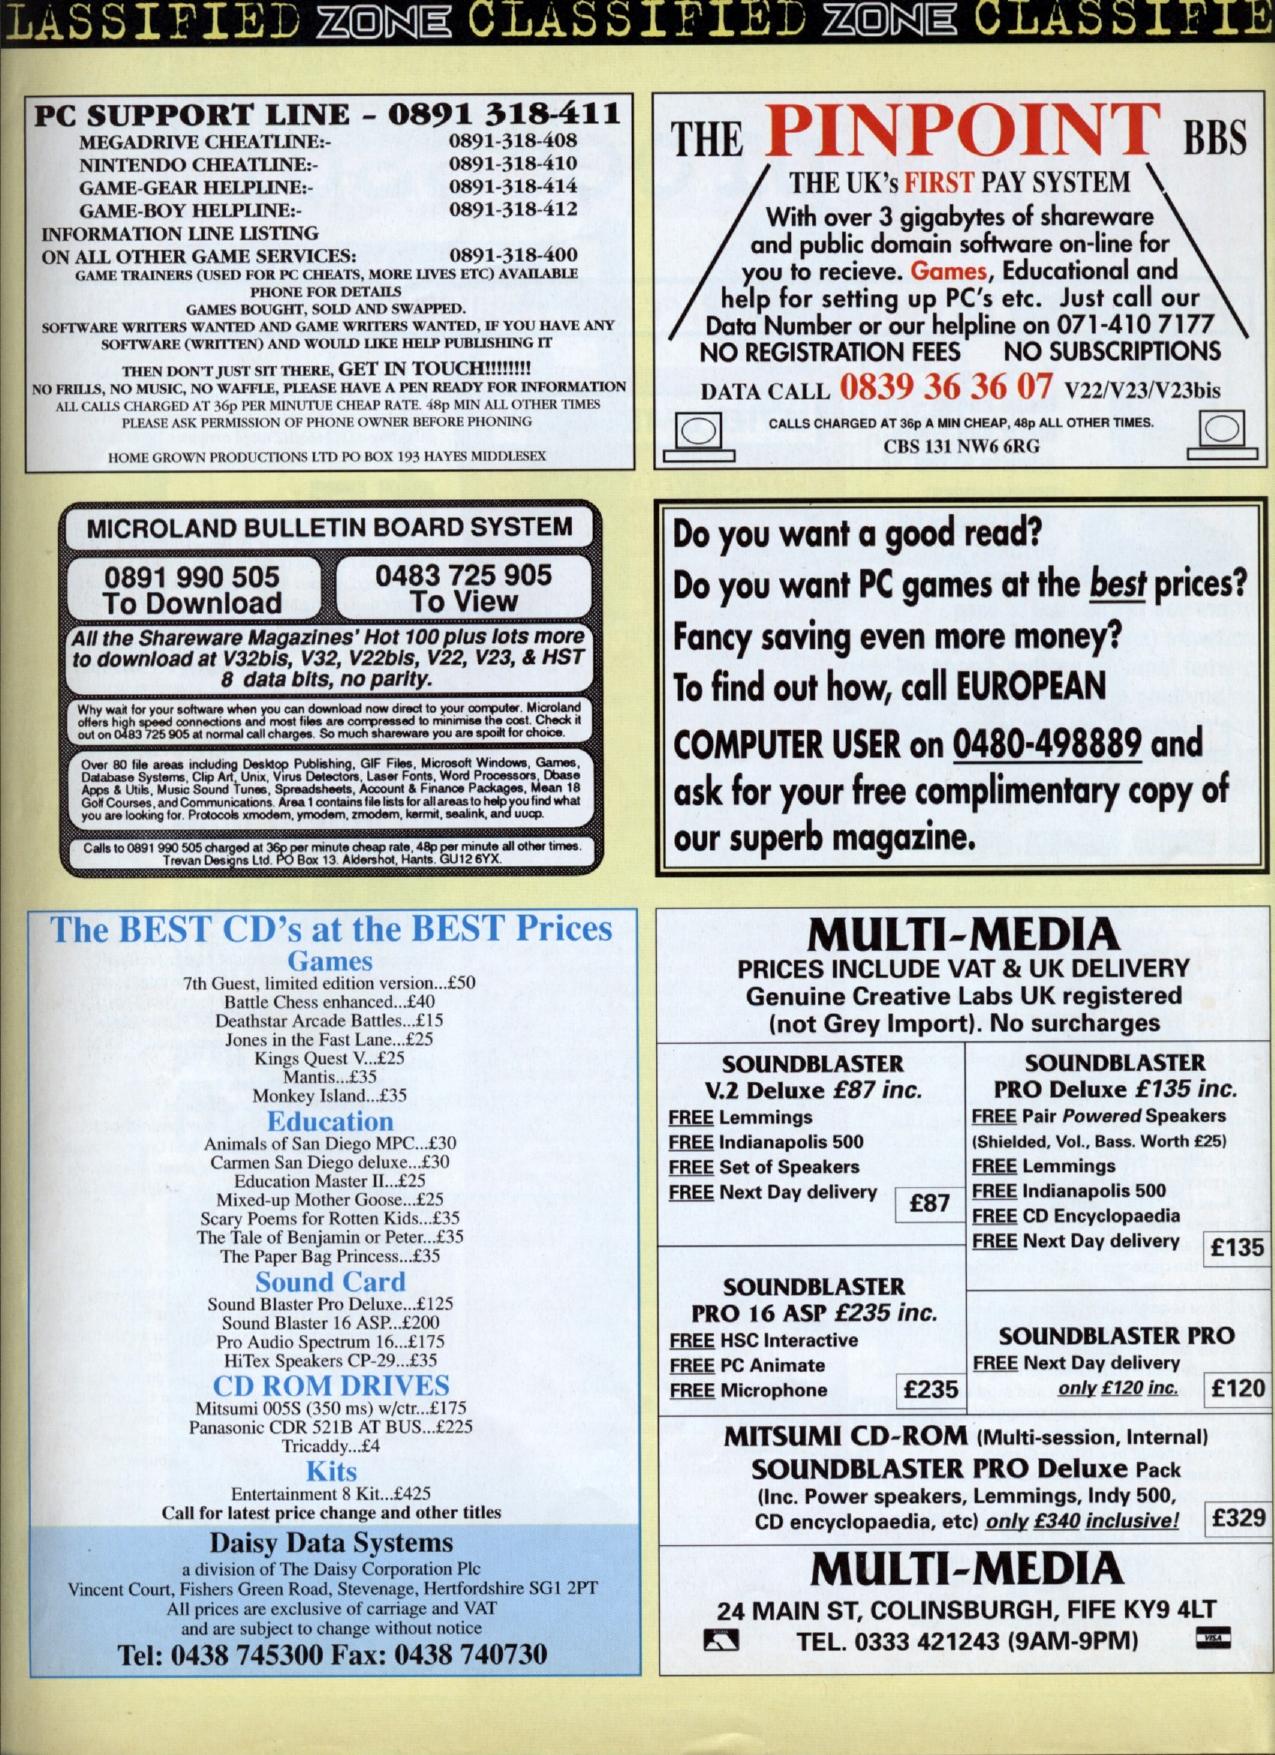 LASSIFIED ZONE CLASSIFIED ZONE CLASSIFIE
PC SUPPORT LINE - 0891 318-411
MEGADRIVE CHEATLINE:- 0891-318-408
NINTENDO CHEATLINE:- 0891-318-410
GAME-GEAR HELPLINE:- 0891-318-414
GAME-BOY HELPLINE:- 0891-318-412
INFORMATION LINE LISTING
ON ALL OTHER GAME SERVICES: 0891-318-400
GAME TRAINERS (USED FOR PC CHEATS, MORE LIVES ETC) AVAILABLE
PHONE FOR DETAILS
GAMES BOUGHT, SOLD AND SWAPPED.
SOFTWARE WRITERS WANTED AND GAME WRITERS WANTED, IF YOU HAVE ANY
SOFTWARE (WRITTEN) AND WOULD LIKE HELP PUBLISHING IT
THEN DON'T JUST SIT THERE, GET IN TOUCH!!!!!!!!
NO FRILLS, NO MUSIC, NO WAFFLE, PLEASE HAVE A PEN READY FOR INFORMATION
ALL CALLS CHARGED AT 36p PER MINUTUE CHEAP RATE. 48p MIN ALL OTHER TIMES
PLEASE ASK PERMISSION OF PHONE OWNER BEFORE PHONING
HOME GROWN PRODUCTIONS LTD PO BOX 193 HAYES MIDDLESEX
THE PINPOINT BBS
THE UK's FIRST PAY SYSTEM
With over 3 gigabytes of shareware
and public domain software on-line for
you to recieve. Games, Educational and
help for setting up PC's etc. Just call our
Data Number or our helpline on 071-410 7177
NO REGISTRATION FEES NO SUBSCRIPTIONS
DATA CALL 0839 36 36 07 V22/V23/V23bis
CALLS CHARGED AT 36p A MIN CHEAP, 48p ALL OTHER TIMES.
CBS 131 NW6 6RG
MICROLAND BULLETIN BOARD SYSTEM
0891 990 505
To Download
0483 725 905
To View
All the Shareware Magazines' Hot 100 plus lots more
to download at V32bis, V32, V22bis, V22, V23, & HST
8 data bits, no parity.
Why wait for your software when you can download now direct to your computer. Microland
offers high speed connections and most files are compressed to minimise the cost. Check it
out on 0483 725 905 at normal call charges. So much shareware you are spoilt for choice.
Over 80 file areas including Desktop Publishing, GIF Files, Microsoft Windows, Games,
Database Systems, Clip Art, Unix, Virus Detectors, Laser Fonts, Word Processors, Dbase
Apps & Utils, Music Sound Tunes, Spreadsheets, Account & Finance Packages, Mean 18
Golf Courses, and Communications. Area 1 contains file lists for all areas to help you find what
you are looking for. Protocols xmodem, ymodem, zmodem, kermit, sealink, and uucp.
Calls to 0891 990 505 charged at 36p per minute cheap rate, 48p per minute all other times.
Trevan Designs Ltd. PO Box 13. Aldershot, Hants. GU12 6YX.
Do you want a good read?
Do you want PC games at the best prices?
Fancy saving even more money?
To find out how, call EUROPEAN
COMPUTER USER on 0480-498889 and
ask for your free complimentary copy of
our superb magazine.
The BEST CD's at the BEST Prices
Games
7th Guest, limited edition version...£50
Battle Chess enhanced...£40
Deathstar Arcade Battles...£15
Jones in the Fast Lane...£25
Kings Quest V...£25
Mantis...£35
Monkey Island...£35
Education
Animals of San Diego MPC...£30
Carmen San Diego deluxe...£30
Education Master II...£25
Mixed-up Mother Goose...£25
Scary Poems for Rotten Kids...£35
The Tale of Benjamin or Peter...£35
The Paper Bag Princess...£35
Sound Card
Sound Blaster Pro Deluxe...£125
Sound Blaster 16 ASP...£200
Pro Audio Spectrum 16...£175
HiTex Speakers CP-29...£35
CD ROM DRIVES
Mitsumi 005S (350 ms) w/ctr...£175
Panasonic CDR 521B AT BUS...£225
Tricaddy...£4
Kits
Entertainment 8 Kit...£425
Call for latest price change and other titles
Daisy Data Systems
a division of The Daisy Corporation Plc
Vincent Court, Fishers Green Road, Stevenage, Hertfordshire SG1 2PT
All prices are exclusive of carriage and VAT
and are subject to change without notice
Tel: 0438 745300 Fax: 0438 740730
MULTI-MEDIA
PRICES INCLUDE VAT & UK DELIVERY
Genuine Creative Labs UK registered
(not Grey Import). No surcharges
SOUNDBLASTER
V.2 Deluxe £87 inc.
FREE Lemmings
FREE Indianapolis 500
FREE Set of Speakers
FREE Next Day delivery
£87
SOUNDBLASTER
PRO Deluxe £135 inc.
FREE Pair Powered Speakers
(Shielded, Vol., Bass. Worth £25)
FREE Lemmings
FREE Indianapolis 500
FREE CD Encyclopaedia
FREE Next Day delivery
£135
SOUNDBLASTER
PRO 16 ASP £235 inc.
FREE HSC Interactive
FREE PC Animate
FREE Microphone
£235
SOUNDBLASTER PRO
FREE Next Day delivery
only £120 inc.
£120
MITSUMI CD-ROM (Multi-session, Internal)
SOUNDBLASTER PRO Deluxe Pack
(Inc. Power speakers, Lemmings, Indy 500,
CD encyclopaedia, etc) only £340 inclusive!
£329
MULTI-MEDIA
24 MAIN ST, COLINSBURGH, FIFE KY9 4LT
TEL. 0333 421243 (9AM-9PM)
VISA